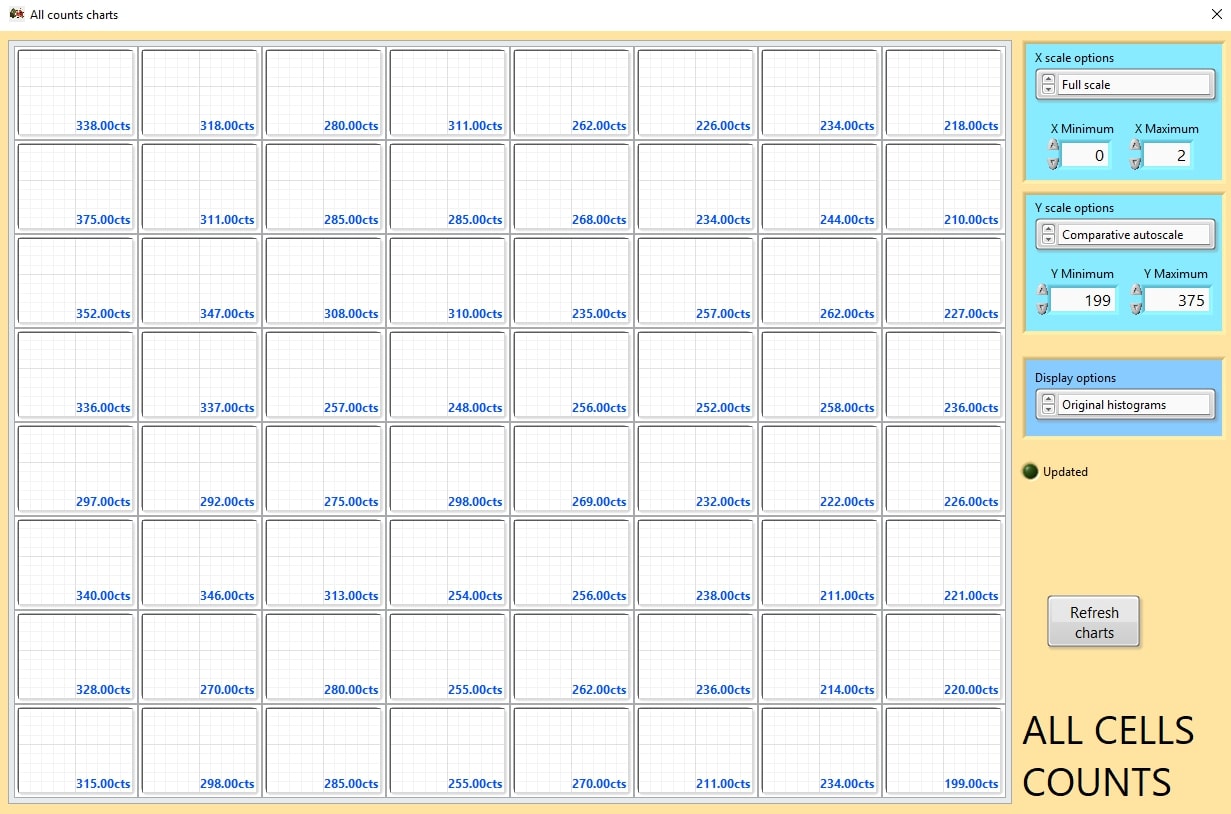 All counts charts
338.00cts 318.00cts 280.00cts 311.00cts 262.00cts 226.00cts 234.00cts 218.00cts
375.00cts 311.00cts 285.00cts 285.00cts 268.00cts 234.00cts 244.00cts 210.00cts
352.00cts 347.00cts 308.00cts 310.00cts 235.00cts 257.00cts 262.00cts 227.00cts
336.00cts 337.00cts 257.00cts 248.00cts 256.00cts 252.00cts 258.00cts 236.00cts
297.00cts 292.00cts 275.00cts 298.00cts 269.00cts 232.00cts 222.00cts 226.00cts
340.00cts 346.00cts 313.00cts 254.00cts 256.00cts 238.00cts 211.00cts 221.00cts
328.00cts 270.00cts 280.00cts 255.00cts 262.00cts 236.00cts 214.00cts 220.00cts
315.00cts 298.00cts 285.00cts 255.00cts 270.00cts 211.00cts 234.00cts 199.00cts
X scale options
Full scale
X Minimum X Maximum
0 2
Y scale options
Comparative autoscale
Y Minimum Y Maximum
199 375
Display options
Original histograms
Updated
Refresh
charts
ALL CELLS
COUNTS